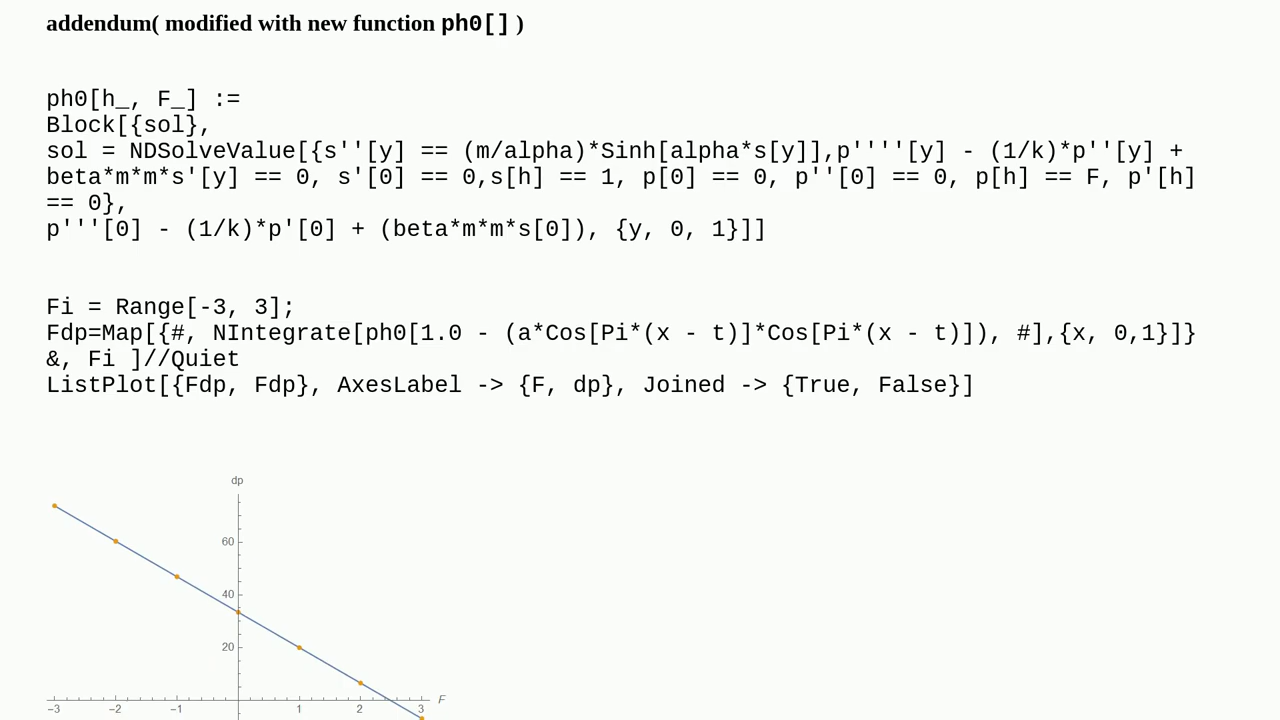 addendum( modified with new function ph0[] )
ph0[h_, F_] :=
Block[{sol},
sol = NDSolveValue[{s''[y] == (m/alpha)*Sinh[alpha*s[y]],p''''[y] - (1/k)*p''[y] +
beta*m*m*s'[y] == 0, s'[0] == 0,s[h] == 1, p[0] == 0, p''[0] == 0, p[h] == F, p'[h]
== 0},
p'''[0] - (1/k)*p'[0] + (beta*m*m*s[0]), {y, 0, 1}]]
Fi = Range[-3, 3];
Fdp=Map[{#, NIntegrate[ph0[1.0 - (a*Cos[Pi*(x - t)]*Cos[Pi*(x - t)]), #],{x, 0,1}]}
&, Fi ]//Quiet
ListPlot[{Fdp, Fdp}, AxesLabel -> {F, dp}, Joined -> {True, False}]
dp
60
40
20
F
−3 −2 −1 1 2 3